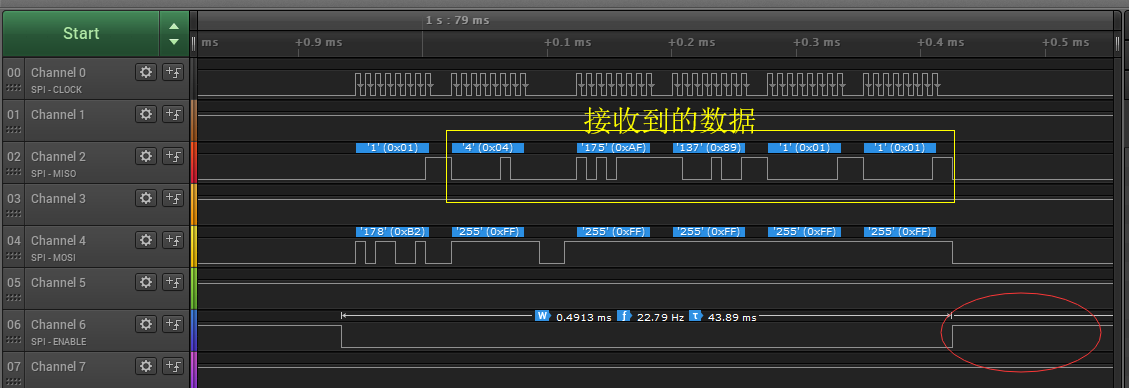 Start
1 s : 79 ms
ms
+0.9 ms
+0.1 ms
+0.2 ms
+0.3 ms
+0.4 ms
+0.5 ms
00 Channel 0
SPI - CLOCK
01 Channel 1
接收到的数据
02 Channel 2
SPI - MISO
'1' (0x01)
'4' (0x04)
'175' (0xAF)
'137' (0x89)
'1' (0x01)
'1' (0x01)
03 Channel 3
04 Channel 4
SPI - MOSI
'178' (0xB2)
'255' (0xFF)
'255' (0xFF)
'255' (0xFF)
'255' (0xFF)
'255' (0xFF)
05 Channel 5
06 Channel 6
SPI - ENABLE
W 0.4913 ms f 22.79 Hz τ 43.89 ms
07 Channel 7